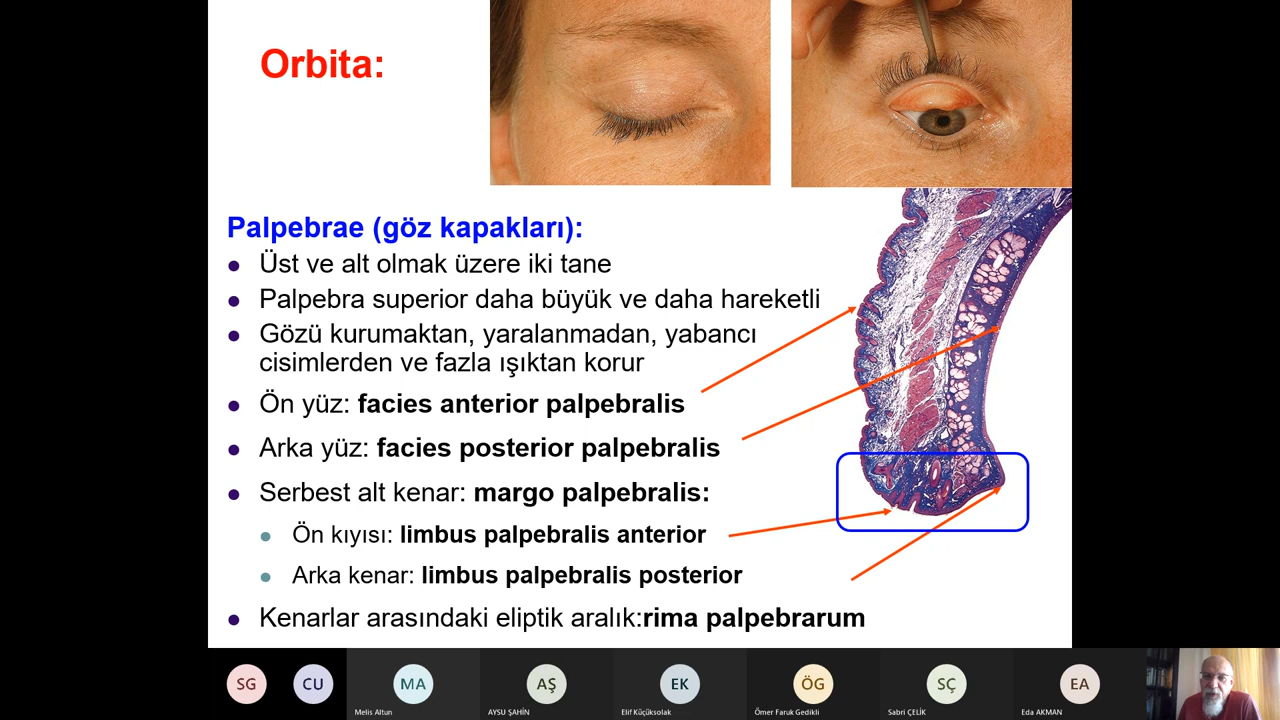 Orbita:
Palpebrae (göz kapakları):
Üst ve alt olmak üzere iki tane
Palpebra superior daha büyük ve daha hareketli
Gözü kurumaktan, yaralanmadan, yabancı
cisimlerden ve fazla ışıktan korur
Ön yüz: facies anterior palpebralis
Arka yüz: facies posterior palpebralis
Serbest alt kenar: margo palpebralis:
Ön kıyısı: limbus palpebralis anterior
Arka kenar: limbus palpebralis posterior
Kenarlar arasındaki eliptik aralık:rima palpebrarum
SG
CU
MA
AŞ
EK
ÖG
SÇ
EA
Melis Altun
AYSU ŞAHİN
Elif Küçüksolak
Ömer Faruk Gedikli
Sabri ÇELİK
Eda AKMAN